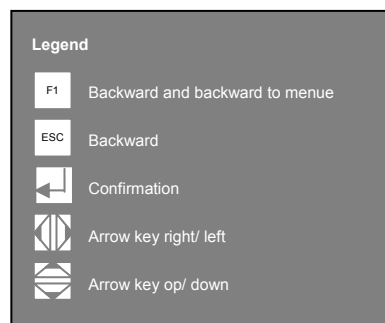 Legend
F1 Backward and backward to menue
ESC Backward
Confirmation
Arrow key right/ left
Arrow key op/ down